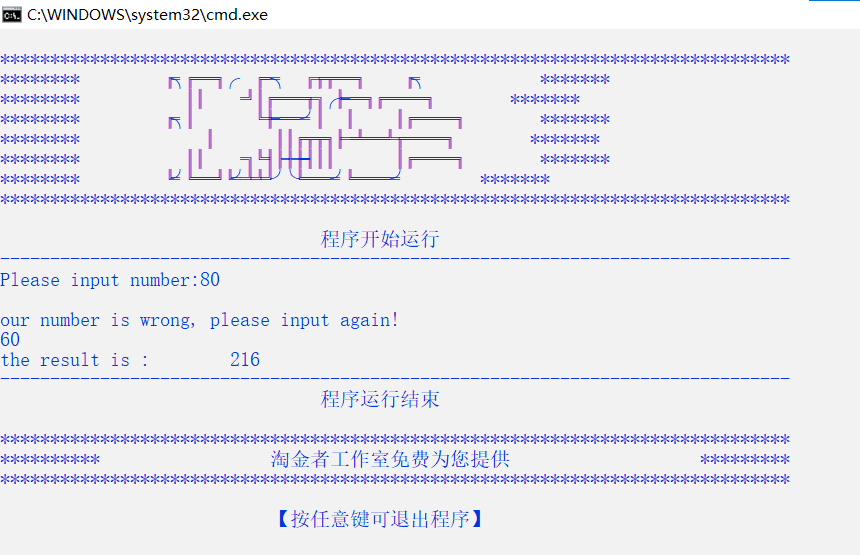 C:\WINDOWS\system32\cmd.exe
*******************************************************************************
******** *******
******** *******
******** *******
******** *******
******** *******
******** *******
*******************************************************************************
程序开始运行
-------------------------------------------------------------------------------
Please input number:80
our number is wrong, please input again!
60
the result is : 216
-------------------------------------------------------------------------------
程序运行结束
*******************************************************************************
********** 淘金者工作室免费为您提供 *********
*******************************************************************************
【按任意键可退出程序】